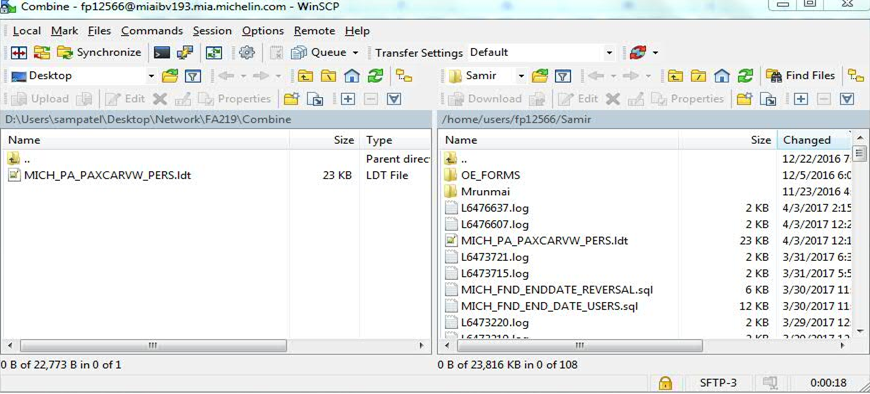 Combine - fp12566@miaibv193.mia.michelin.com - WinSCP
Local Mark Files Commands Session Options Remote Help
Synchronize Queue Transfer Settings Default
Desktop Samir Find Files
Upload Edit Properties Download Edit Properties
D:\Users\sampatel\Desktop\Network\FA219\Combine /home/users/fp12566/Samir
Name Size Type Name Size Changed
.. Parent direc .. 12/22/2016 7:
MICH_PA_PAXCARVW_PERS.ldt 23 KB LDT File OE_FORMS 12/5/2016 6:0
Mrunmai 11/23/2016 4:
L6476637.log 2 KB 4/3/2017 2:15
L6476607.log 2 KB 4/3/2017 12:2
MICH_PA_PAXCARVW_PERS.ldt 23 KB 4/3/2017 12:1
L6473721.log 2 KB 3/31/2017 6:3
L6473715.log 2 KB 3/31/2017 5:5
MICH_FND_ENDDATE_REVERSAL.sql 6 KB 3/30/2017 11:
MICH_FND_END_DATE_USERS.sql 12 KB 3/30/2017 11:
L6473220.log 2 KB 3/29/2017 12:
0 B of 22,773 B in 0 of 1 0 B of 23,816 KB in 0 of 108
SFTP-3 0:00:18